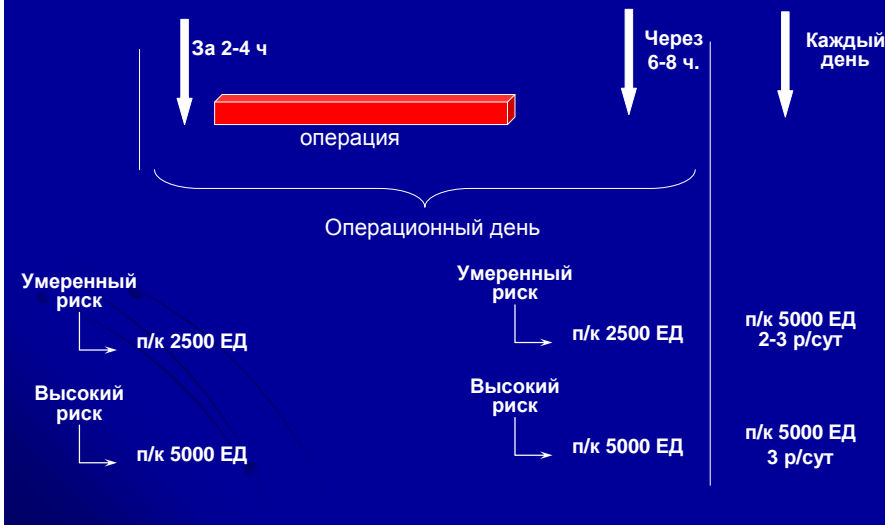 За 2-4 ч
Через
6-8 ч.
Каждый
день
операция
Операционный день
Умеренный
риск
п/к 2500 ЕД
Умеренный
риск
п/к 2500 ЕД
п/к 5000 ЕД
2-3 р/сут
Высокий
риск
п/к 5000 ЕД
Высокий
риск
п/к 5000 ЕД
п/к 5000 ЕД
3 р/сут